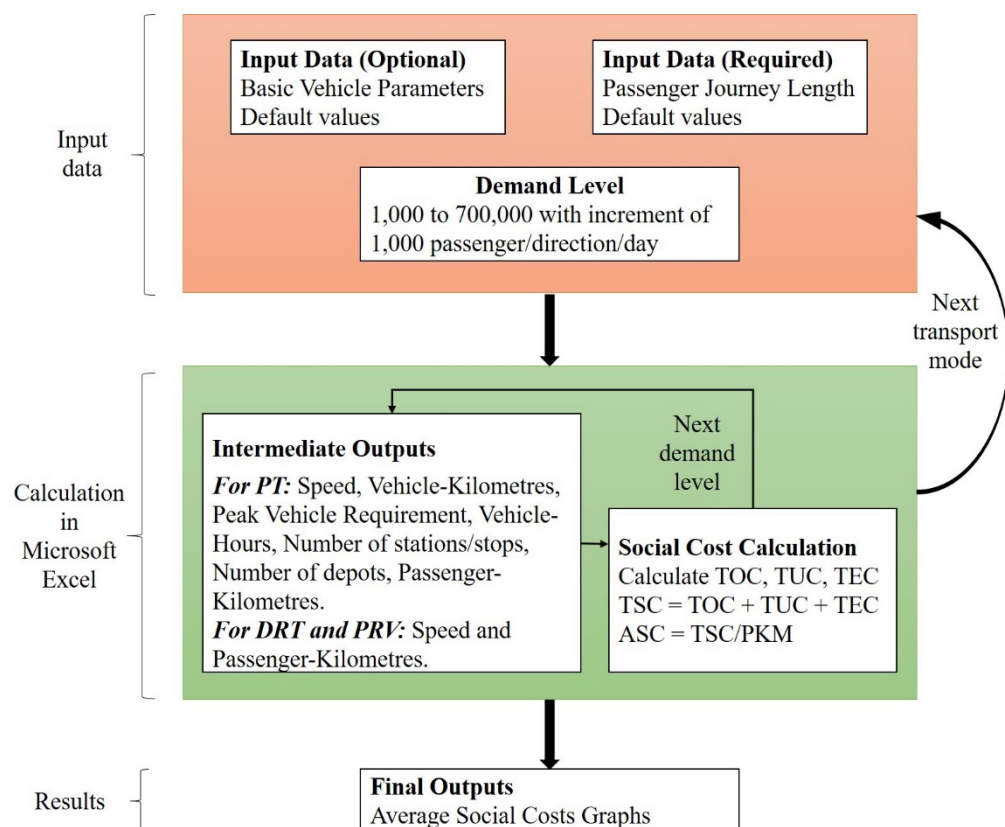 Input Data (Optional)
Basic Vehicle Parameters
Default values
Input Data (Required)
Passenger Journey Length
Default values
Input
data
Demand Level
1,000 to 700,000 with increment of
1,000 passenger/direction/day
Next
transport
mode
Calculation
in
Microsoft
Excel
Intermediate Outputs
For PT: Speed, Vehicle-Kilometres,
Peak Vehicle Requirement, Vehicle-
Hours, Number of stations/stops,
Number of depots, Passenger-
Kilometres.
For DRT and PRV: Speed and
Passenger-Kilometres.
Next
demand
level
Social Cost Calculation
Calculate TOC, TUC, TEC
TSC = TOC + TUC + TEC
ASC = TSC/PKM
Results
Final Outputs
Average Social Costs Graphs